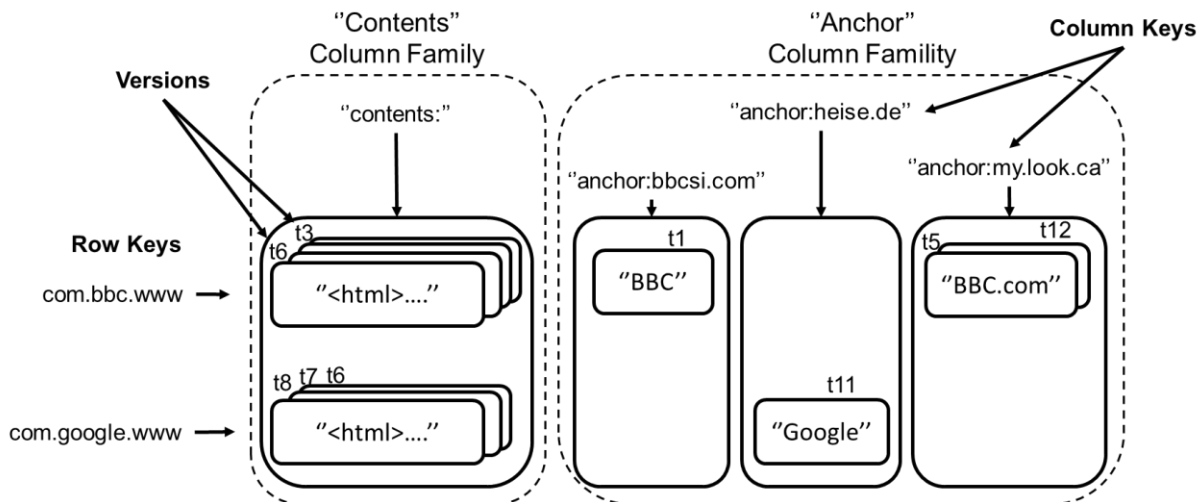 ‘‘Contents’’
Column Family
‘‘Anchor’’
Column Famility
Column Keys
Versions
‘‘contents:’’
‘‘anchor:heise.de’’
‘‘anchor:my.look.ca’’
‘‘anchor:bbcsi.com’’
Row Keys
t3
t6
t1
t5
t12
com.bbc.www
‘‘<html>....’’
‘‘BBC’’
‘‘BBC.com’’
t8
t7
t6
t11
com.google.www
‘‘<html>....’’
‘‘Google’’